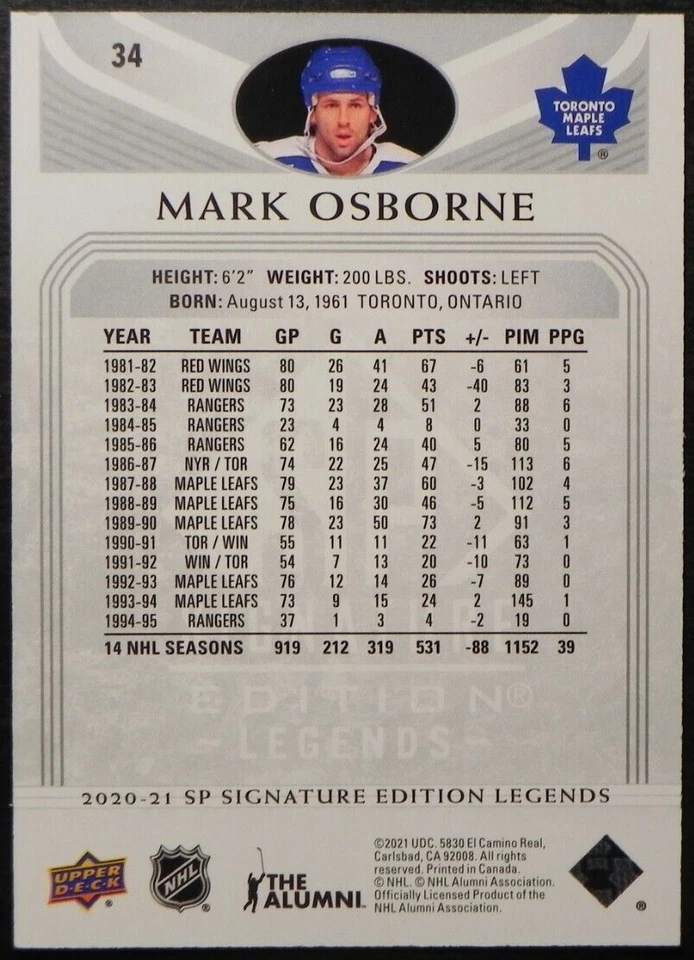 34
TORONTO
MAPLE
LEAFS
®
MARK OSBORNE
HEIGHT: 6'2" WEIGHT: 200 LBS. SHOOTS: LEFT
BORN: August 13, 1961 TORONTO, ONTARIO
YEAR TEAM GP G A PTS +/- PIM PPG
1981-82 RED WINGS 80 26 41 67 -6 61 5
1982-83 RED WINGS 80 19 24 43 -40 83 3
1983-84 RANGERS 73 23 28 51 2 88 6
1984-85 RANGERS 23 4 4 8 0 33 0
1985-86 RANGERS 62 16 24 40 5 80 5
1986-87 NYR / TOR 74 22 25 47 -15 113 6
1987-88 MAPLE LEAFS 79 23 37 60 -3 102 4
1988-89 MAPLE LEAFS 75 16 30 46 -5 112 5
1989-90 MAPLE LEAFS 78 23 50 73 2 91 3
1990-91 TOR / WIN 55 11 11 22 -11 63 1
1991-92 WIN / TOR 54 7 13 20 -10 73 0
1992-93 MAPLE LEAFS 76 12 14 26 -7 89 0
1993-94 MAPLE LEAFS 73 9 15 24 2 145 1
1994-95 RANGERS 37 1 3 4 -2 19 0
14 NHL SEASONS 919 212 319 531 -88 1152 39
EDITION®
LEGENDS
2020-21 SP SIGNATURE EDITION LEGENDS
UPPER
DECK
®
NHL
®
THE
ALUMNI
©2021 UDC. 5830 El Camino Real,
Carlsbad, CA 92008. All rights
reserved. Printed in Canada.
© NHL. © NHL Alumni Association.
Officially Licensed Product of the
NHL Alumni Association.
®